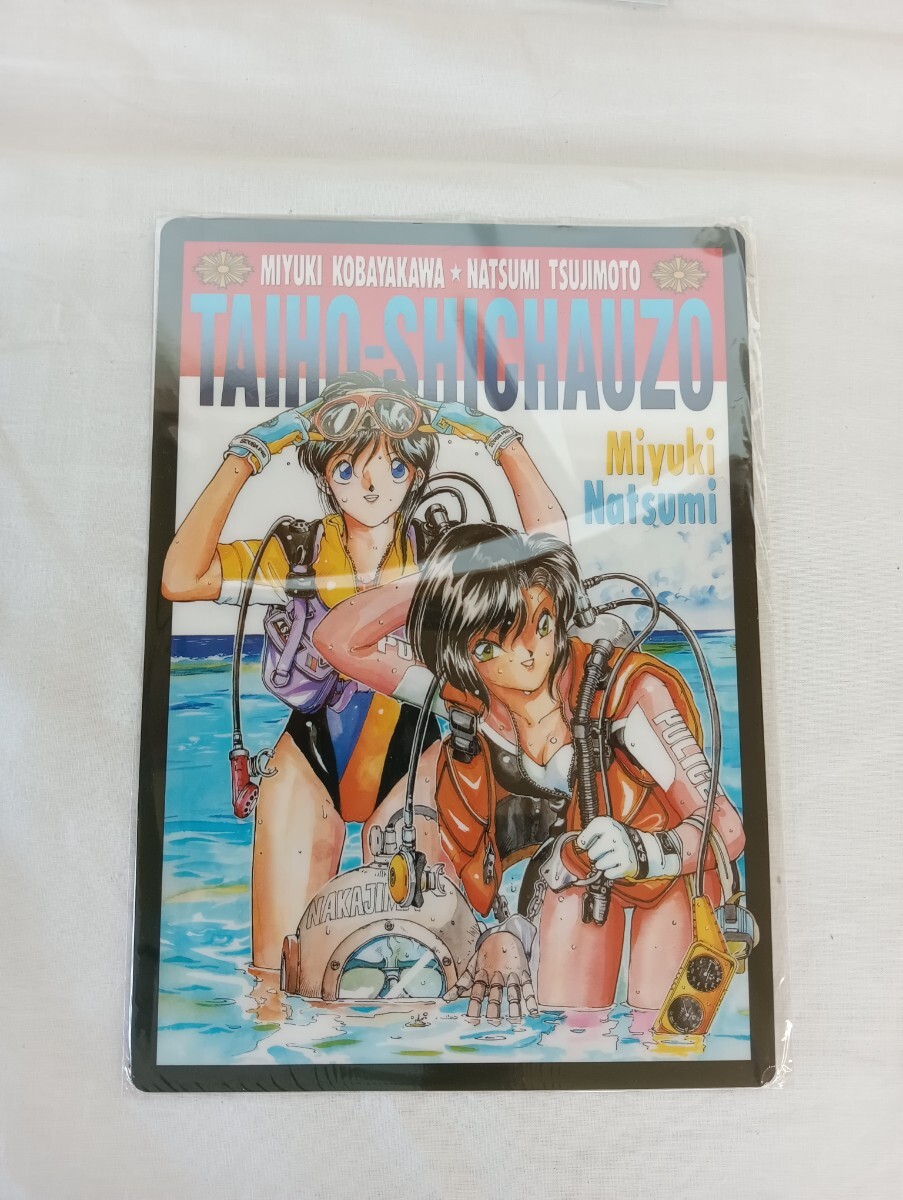 MIYUKI KOBAYAKAWA ★ NATSUMI TSUJIMOTO
TAIHO-SHICHAUZO
Miyuki
Natsumi
POLICE
NAKAJIMA